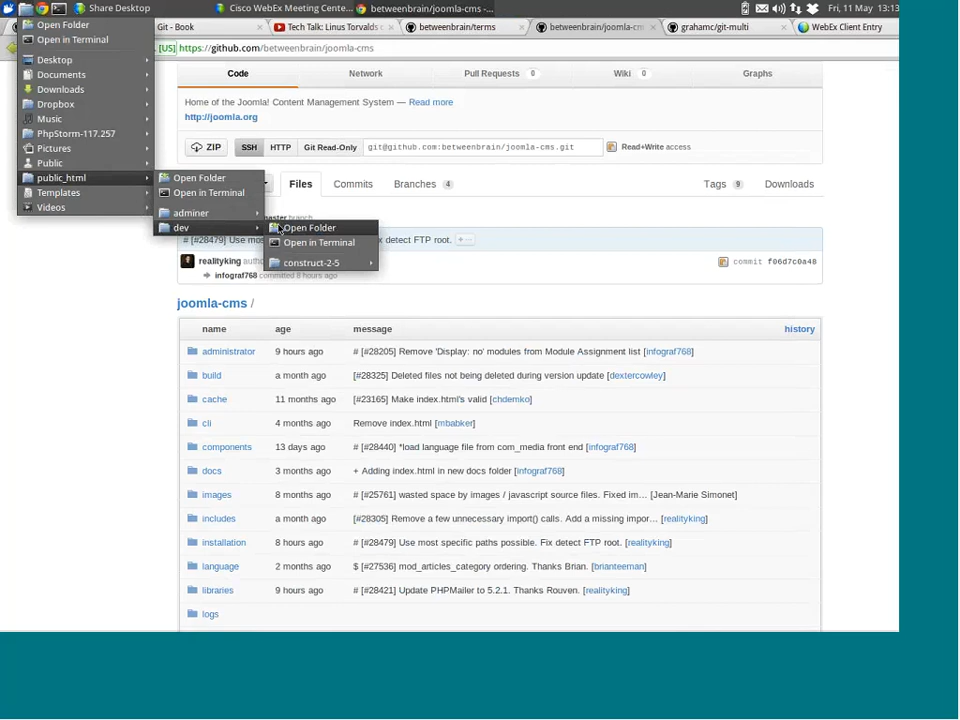 Share Desktop
Cisco WebEx Meeting Cente...
betweenbrain/joomla-cms -...
Fri, 11 May 13:13
Git - Book
Tech Talk: Linus Torvalds
betweenbrain/terms
betweenbrain/joomla-cms
grahamc/git-multi
WebEx Client Entry
[US] https://github.com/betweenbrain/joomla-cms
Open Folder
Open in Terminal
Desktop
Documents
Downloads
Dropbox
Music
PhpStorm-117.257
Pictures
Public
public_html
Templates
Videos
Open Folder
Open in Terminal
adminer
dev
Open Folder
Open in Terminal
construct-2-5
Code
Network
Pull Requests 0
Wiki 0
Graphs
Home of the Joomla! Content Management System — Read more
http://joomla.org
ZIP
SSH
HTTP
Git Read-Only
git@github.com:betweenbrain/joomla-cms.git
Read+Write access
Files
Commits
Branches 4
Tags 9
Downloads
branch
# [#28479] Use mos
x detect FTP root.
realityking
infograf768 committed 8 hours ago
commit f06d7c0a48
joomla-cms /
name age message history
administrator 9 hours ago # [#28205] Remove 'Display: no' modules from Module Assignment list [infograf768]
build a month ago [#28325] Deleted files not being deleted during version update [dextercowley]
cache 11 months ago [#23165] Make index.html's valid [chdemko]
cli 4 months ago Remove index.html [mbabker]
components 13 days ago # [#28440] *load language file from com_media front end [infograf768]
docs 3 months ago + Adding index.html in new docs folder [infograf768]
images 8 months ago # [#25761] wasted space by images / javascript source files. Fixed im… [Jean-Marie Simonet]
includes a month ago [#28305] Remove a few unnecessary import() calls. Add a missing impor… [realityking]
installation 8 hours ago # [#28479] Use most specific paths possible. Fix detect FTP root. [realityking]
language 2 months ago $ [#27536] mod_articles_category ordering. Thanks Brian. [brianteeman]
libraries 9 hours ago # [#28421] Update PHPMailer to 5.2.1. Thanks Rouven. [realityking]
logs